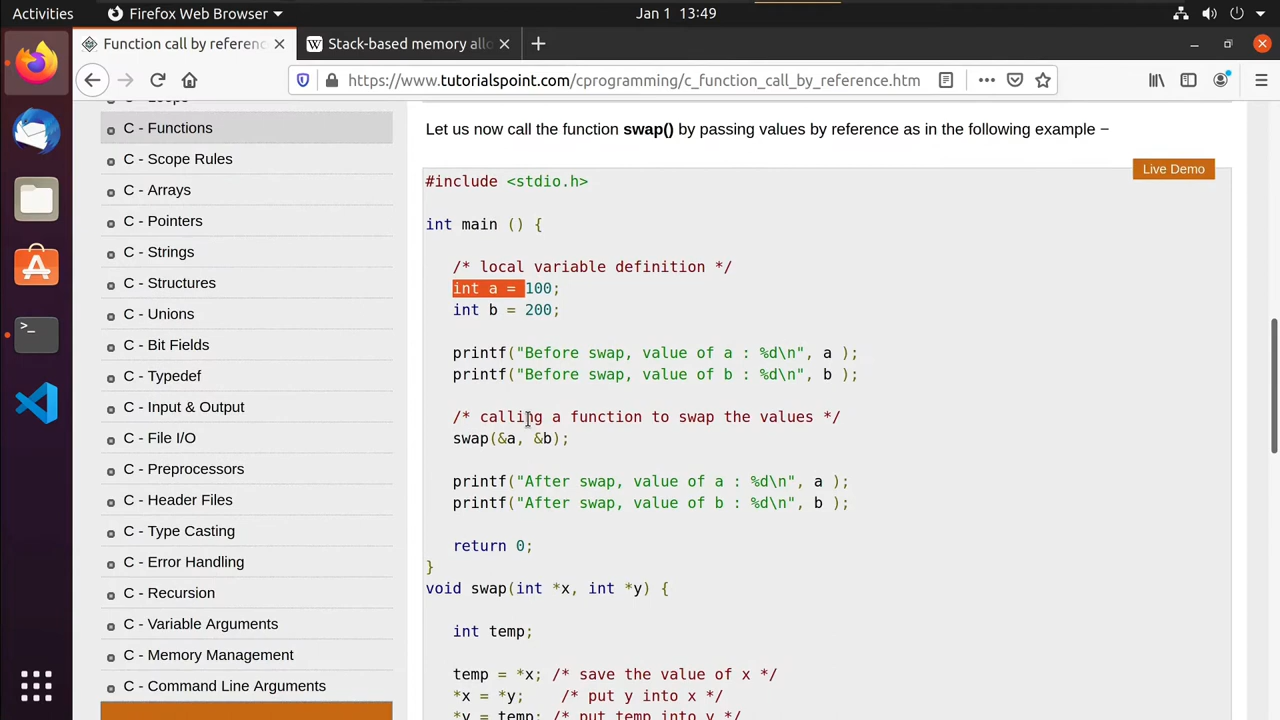 Activities
Firefox Web Browser
Jan 1 13:49
Function call by referenc
Stack-based memory allo
https://www.tutorialspoint.com/cprogramming/c_function_call_by_reference.htm
C - Loops
C - Functions
C - Scope Rules
C - Arrays
C - Pointers
C - Strings
C - Structures
C - Unions
C - Bit Fields
C - Typedef
C - Input & Output
C - File I/O
C - Preprocessors
C - Header Files
C - Type Casting
C - Error Handling
C - Recursion
C - Variable Arguments
C - Memory Management
C - Command Line Arguments
Let us now call the function swap() by passing values by reference as in the following example −
Live Demo
#include <stdio.h>
int main () {
/* local variable definition */
int a = 100;
int b = 200;
printf("Before swap, value of a : %d\n", a );
printf("Before swap, value of b : %d\n", b );
/* calling a function to swap the values */
swap(&a, &b);
printf("After swap, value of a : %d\n", a );
printf("After swap, value of b : %d\n", b );
return 0;
}
void swap(int *x, int *y) {
int temp;
temp = *x; /* save the value of x */
*x = *y; /* put y into x */
*y = temp; /* put temp into y */